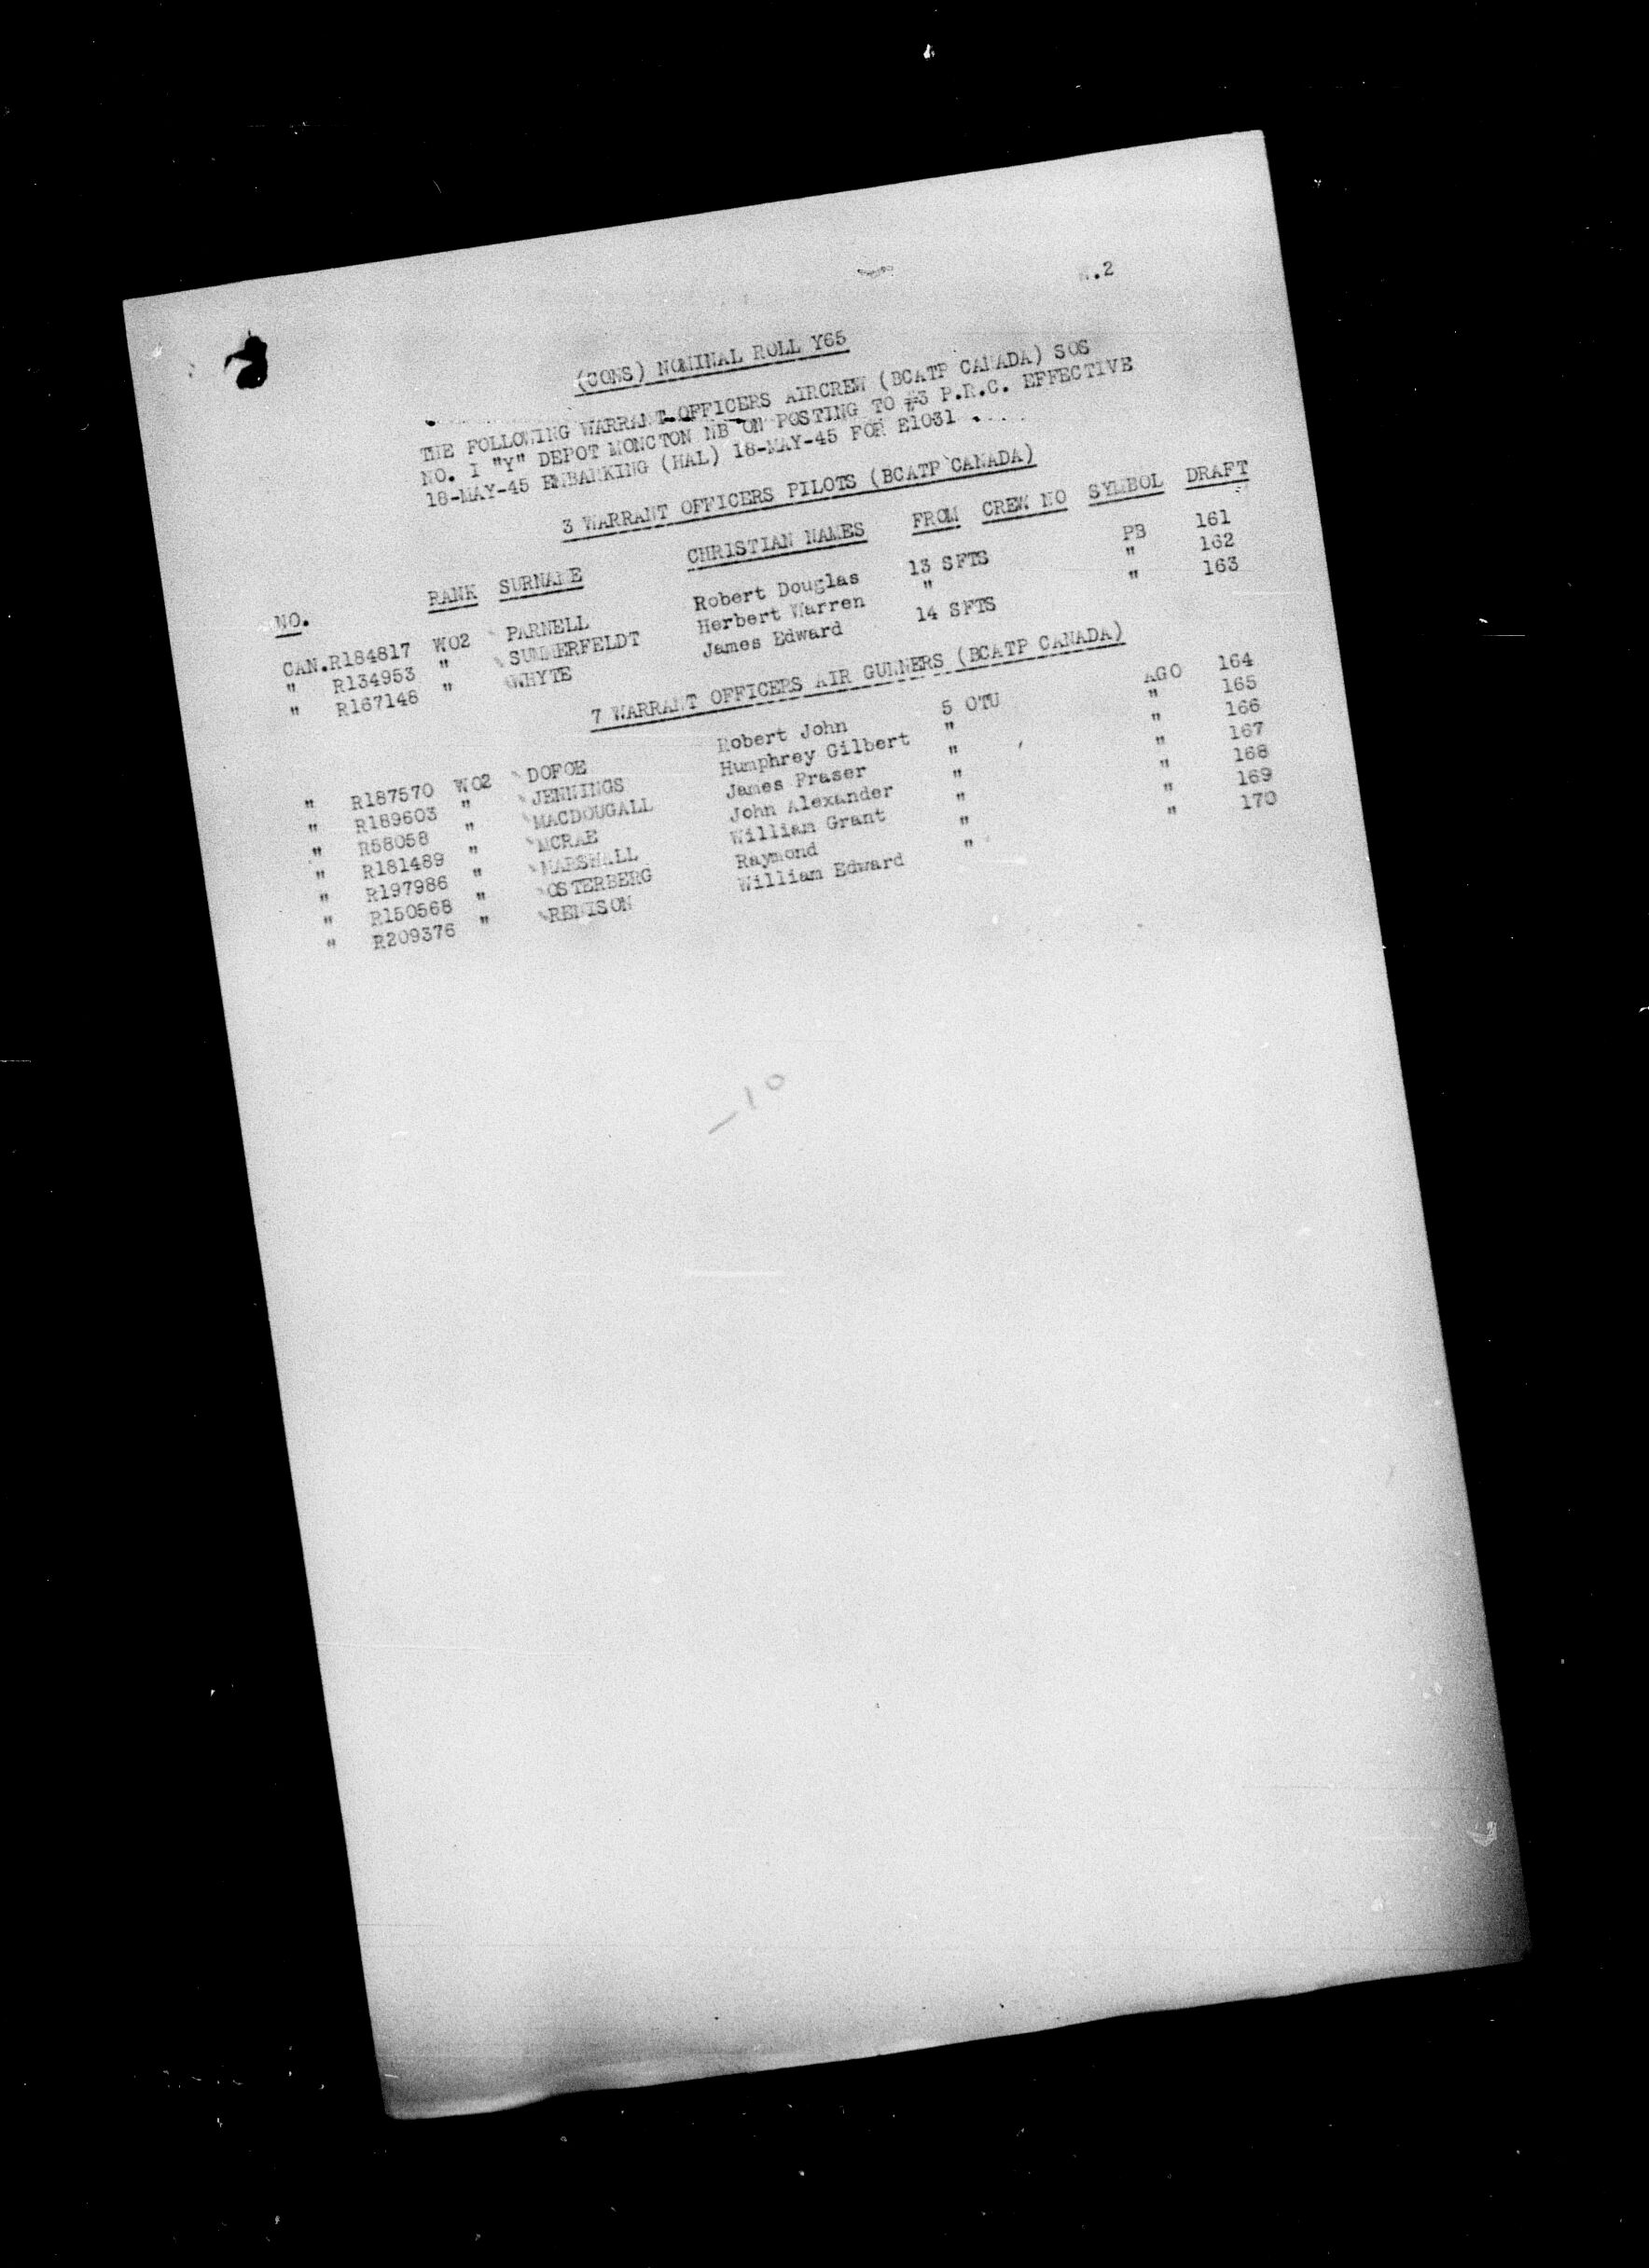 .2
(CONS) NOMINAL ROLL Y65
THE FOLLOWING WARRANT OFFICERS AIRCREW (BCATP CANADA) SOS
NO. I "Y" DEPOT MONCTON NB ON POSTING TO #3 P.R.C. EFFECTIVE
18-MAY-45 EMBARKING (HAL) 18-MAY-45 FOR E1031 ....
3 WARRANT OFFICERS PILOTS (BCATP CANADA)
NO. RANK SURNAME CHRISTIAN NAMES FROM CREW NO SYMBOL DRAFT
CAN.R184817 WO2 PARNELL Robert Douglas 13 SFTS PB 161
" R134953 " SUMMERFELDT Herbert Warren " " 162
" R167148 " WHYTE James Edward 14 SFTS " 163
7 WARRANT OFFICERS AIR GUNNERS (BCATP CANADA)
" R187570 WO2 DOFOE Robert John 5 OTU AGO 164
" R189603 " JENNINGS Humphrey Gilbert " " 165
" R58058 " MACDOUGALL James Fraser " " 166
" R181489 " MCRAE John Alexander " " 167
" R197986 " MARSHALL William Grant " " 168
" R150568 " OSTERBERG Raymond " " 169
" R209376 " RENISON William Edward " " 170
—10